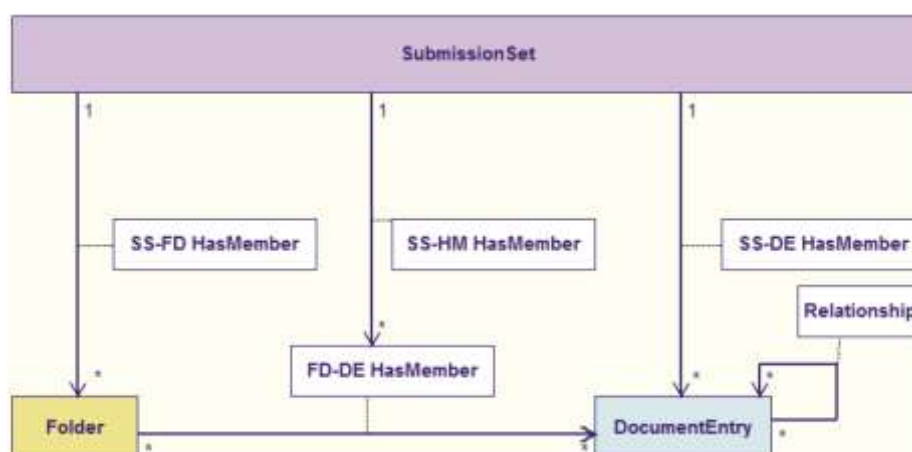 SubmissionSet
1
1
1
SS-FD HasMember
SS-HM HasMember
SS-DE HasMember
Relationship
*
FD-DE HasMember
*
*
*
Folder
DocumentEntry
*
*
*